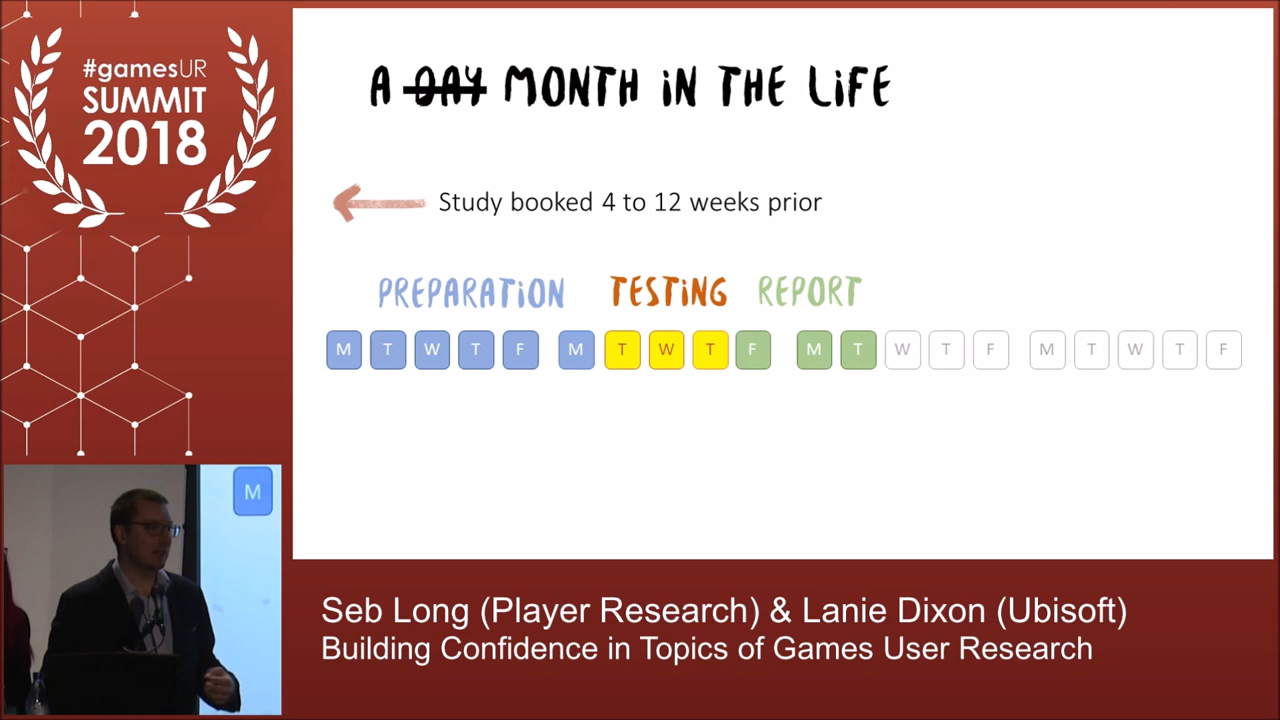 #gamesUR
SUMMIT
2018
A DAY MONTH iN THE LiFE
Study booked 4 to 12 weeks prior
PREPARATiON TESTiNG REPORT
M T W T F M T W T F M T W T F M T W T F
M
Seb Long (Player Research) & Lanie Dixon (Ubisoft)
Building Confidence in Topics of Games User Research